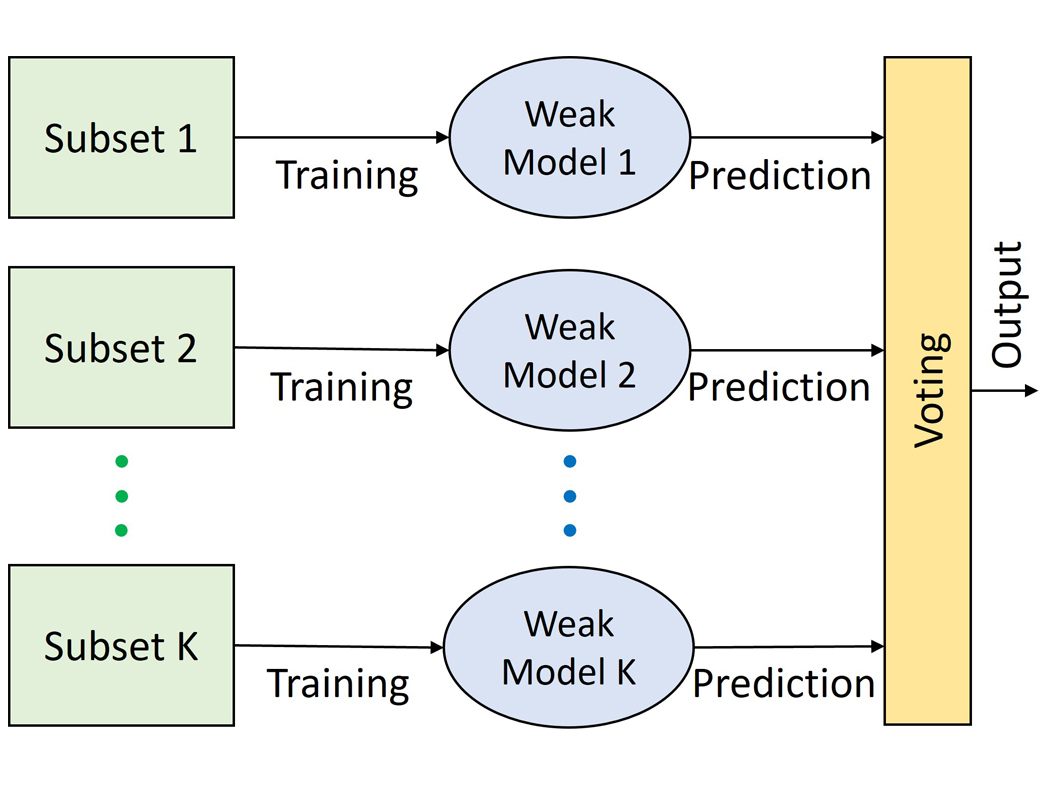 Subset 1
Training
Weak
Model 1
Prediction
Subset 2
Training
Weak
Model 2
Prediction
Subset K
Training
Weak
Model K
Prediction
Voting
Output